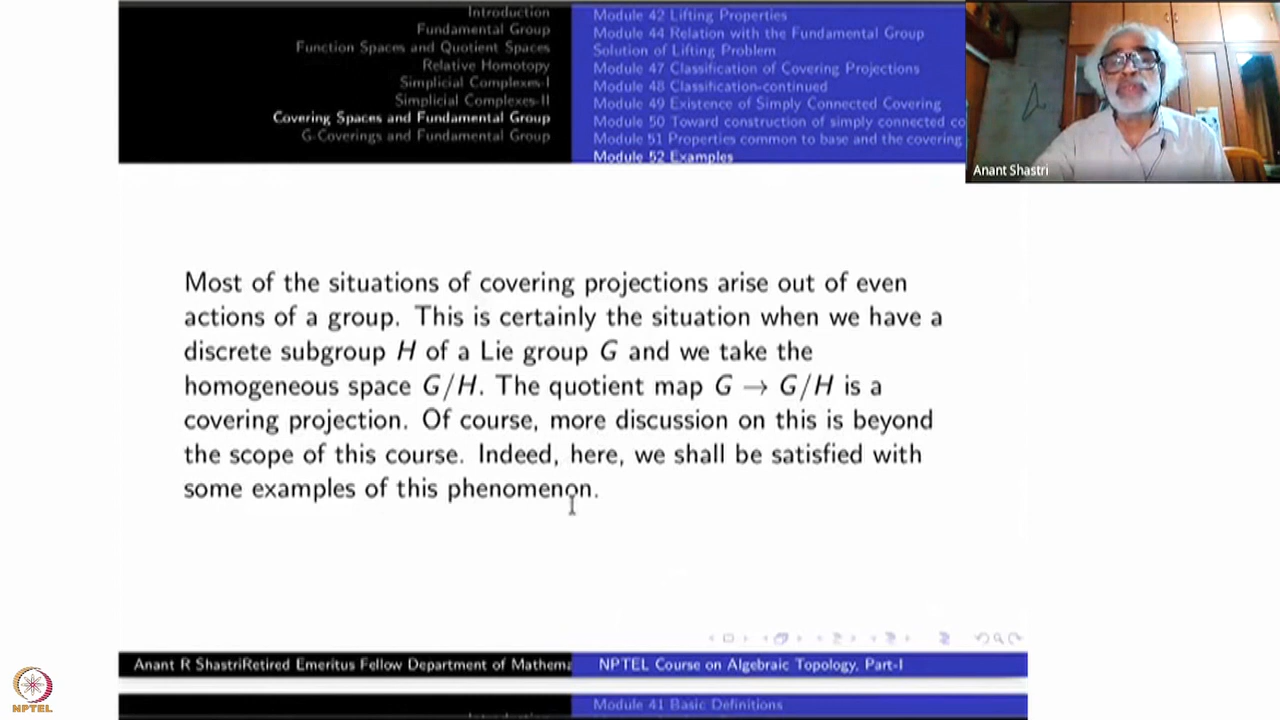 Introduction
Fundamental Group
Function Spaces and Quotient Spaces
Relative Homotopy
Simplicial Complexes-I
Simplicial Complexes-II
Covering Spaces and Fundamental Group
G-Coverings and Fundamental Group
Module 42 Lifting Properties
Module 44 Relation with the Fundamental Group
Solution of Lifting Problem
Module 47 Classification of Covering Projections
Module 48 Classification-continued
Module 49 Existence of Simply Connected Covering
Module 50 Toward construction of simply connected co
Module 51 Properties common to base and the covering
Module 52 Examples
Anant Shastri
Most of the situations of covering projections arise out of even
actions of a group. This is certainly the situation when we have a
discrete subgroup H of a Lie group G and we take the
homogeneous space G/H. The quotient map G → G/H is a
covering projection. Of course, more discussion on this is beyond
the scope of this course. Indeed, here, we shall be satisfied with
some examples of this phenomenon.
Anant R ShastriRetired Emeritus Fellow Department of Mathema
NPTEL Course on Algebraic Topology, Part-I
Module 41 Basic Definitions
NPTEL